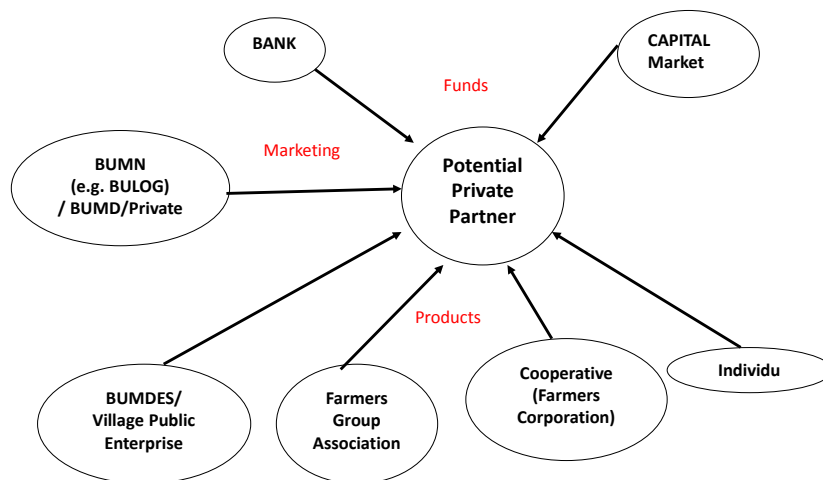 BANK
CAPITAL
Market
Funds
Marketing
BUMN
(e.g. BULOG)
/ BUMD/Private
Potential
Private
Partner
Products
BUMDES/
Village Public
Enterprise
Farmers
Group
Association
Cooperative
(Farmers
Corporation)
Individu